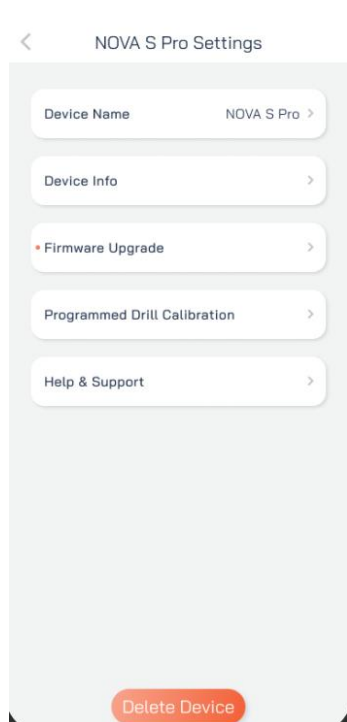 NOVA S Pro Settings
Device Name NOVA S Pro
Device Info
Firmware Upgrade
Programmed Drill Calibration
Help & Support
Delete Device